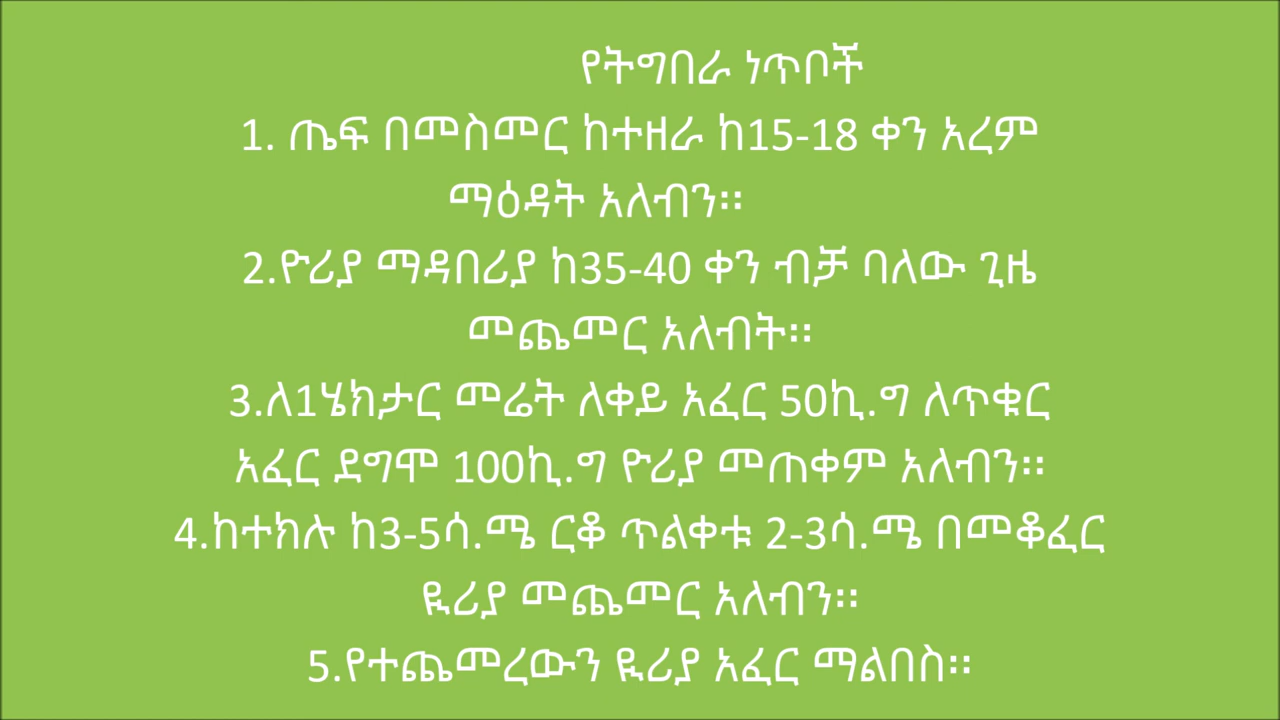 የትግበራ ነጥቦች
1. ጤፍ በመስመር ከተዘራ ከ15-18 ቀን አረም
ማዕዳት አለብን፡፡
2.ዮሪያ ማዳበሪያ ከ35-40 ቀን ብቻ ባለው ጊዜ
መጨመር አለብት፡፡
3.ለ1ሄክታር መሬት ለቀይ አፈር 50ኪ.ግ ለጥቁር
አፈር ደግሞ 100ኪ.ግ ዮሪያ መጠቀም አለብን፡፡
4.ከተክሉ ከ3-5ሳ.ሜ ርቆ ጥልቀቱ 2-3ሳ.ሜ በመቆፈር
ዩሪያ መጨመር አለብን፡፡
5.የተጨመረውን ዩሪያ አፈር ማልበስ፡፡